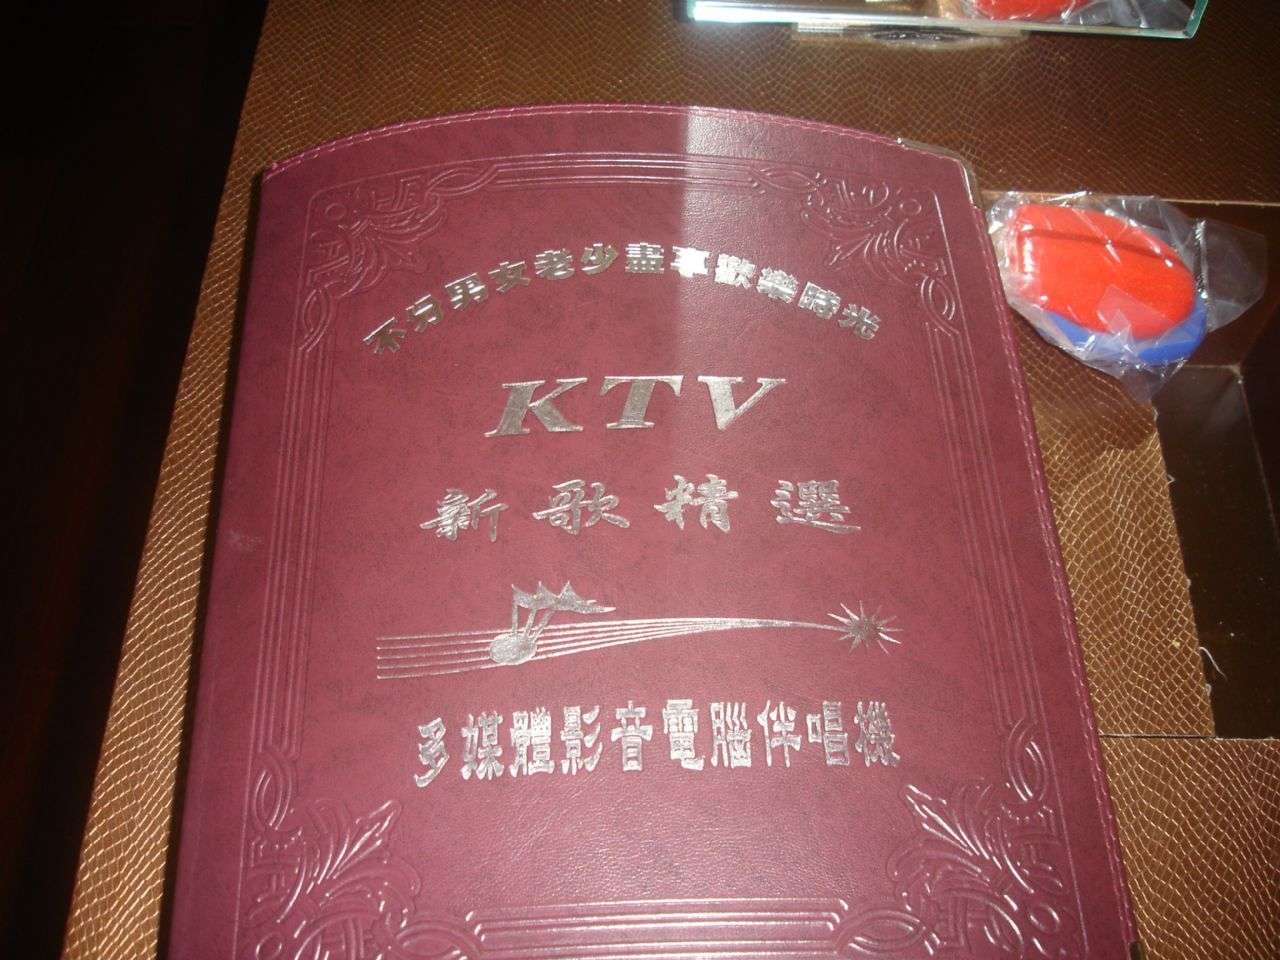 不分男女老少盡享歡樂時光
KTV
新歌精選
多媒體影音電腦伴唱機